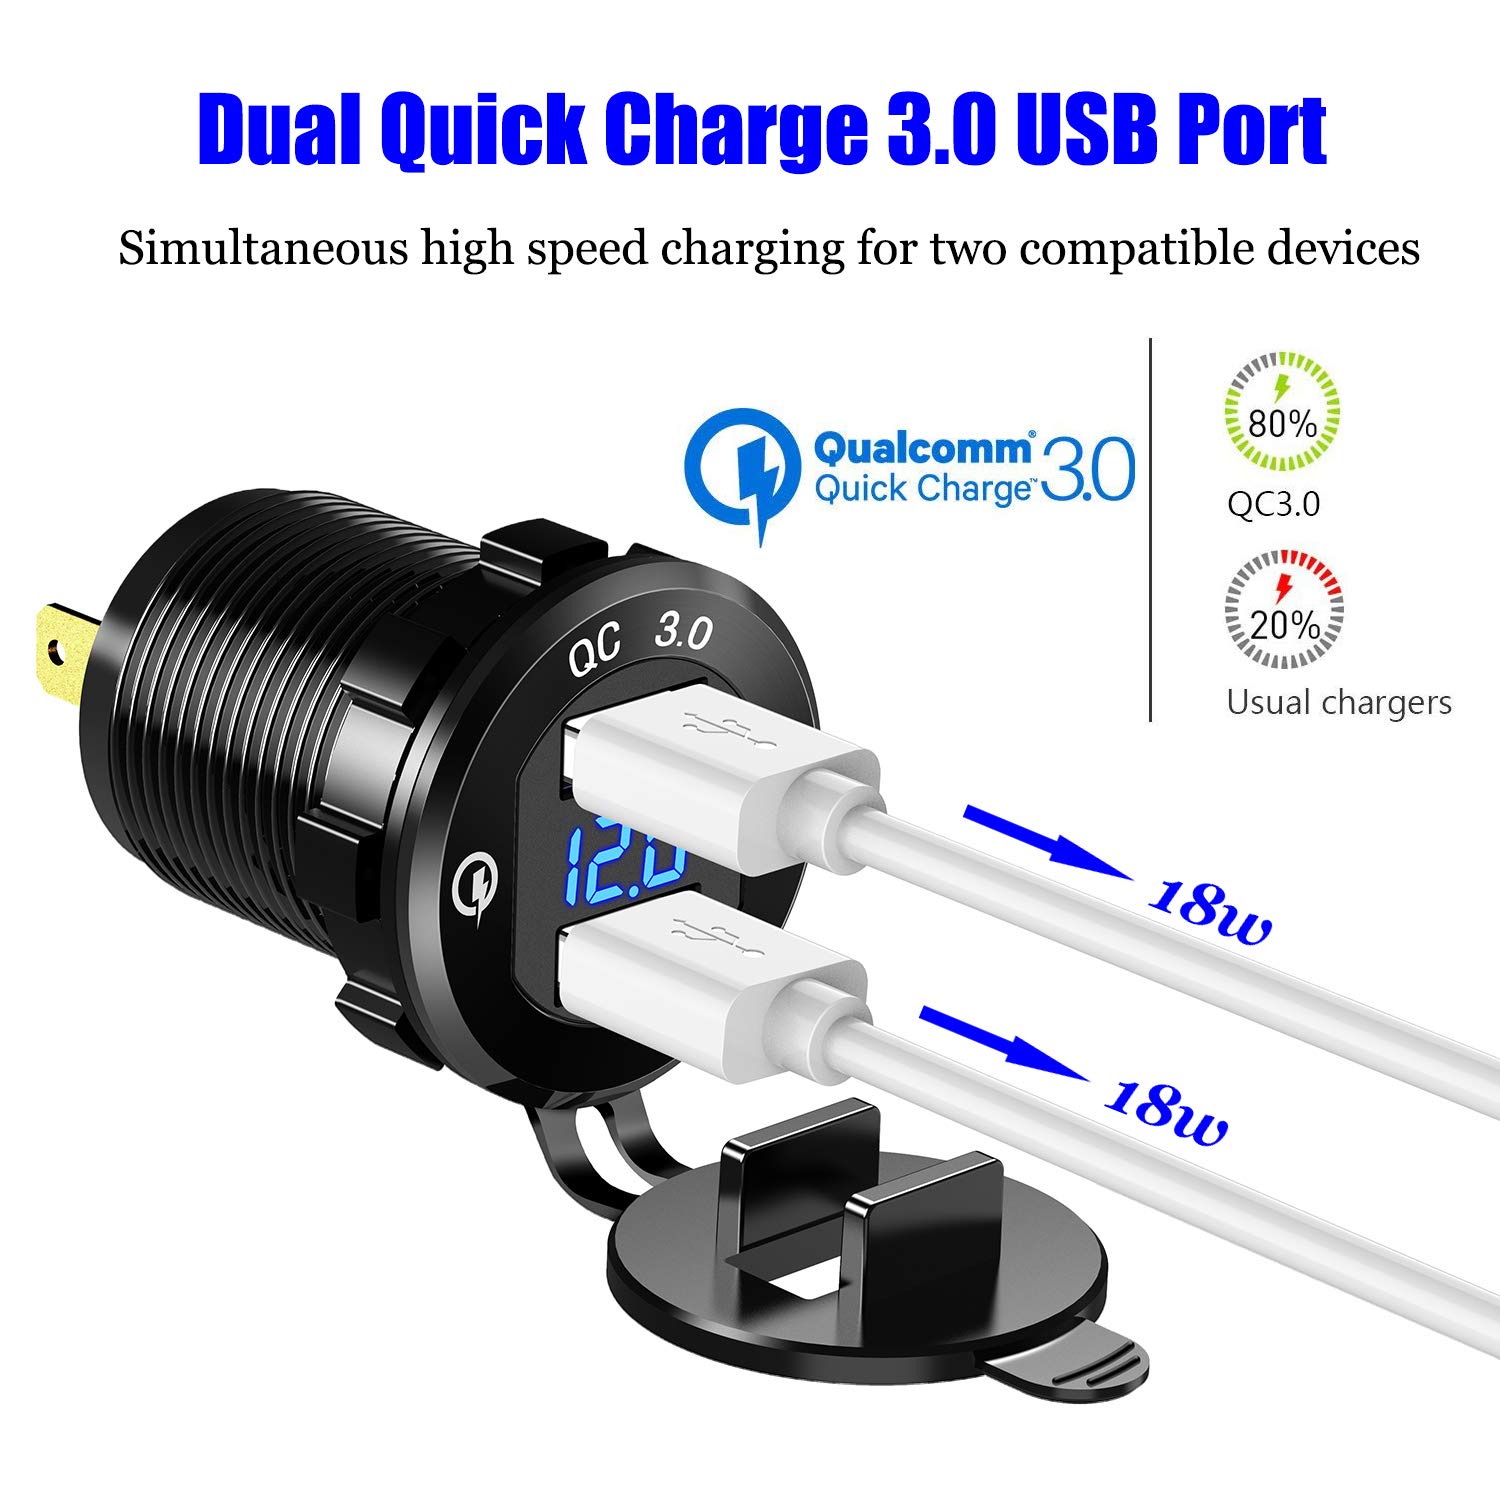 Dual Quick Charge 3.0 USB Port
Simultaneous high speed charging for two compatible devices
Qualcomm® 3.0
Quick Charge™
80%
QC3.0
20%
Usual chargers
QC 3.0
12.0
18w
18w